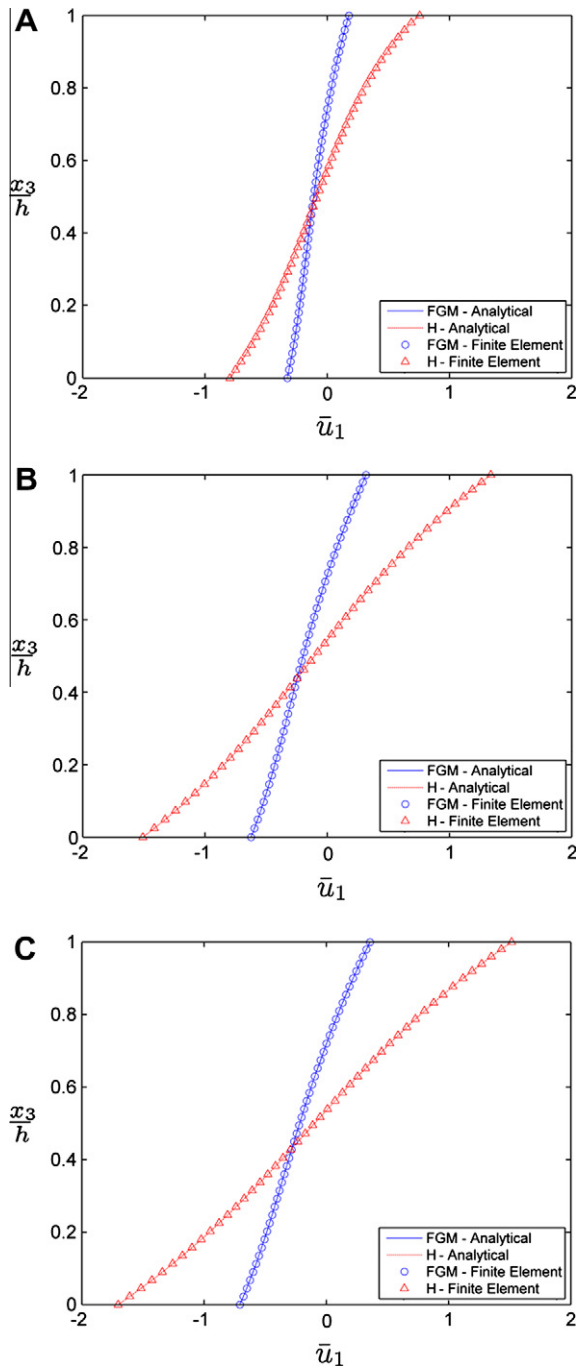 A
1
0.8
0.6
x₃/h
0.4
0.2
0
-2
-1
0
1
2
ū₁
FGM - Analytical
H - Analytical
FGM - Finite Element
H - Finite Element
B
1
0.8
0.6
x₃/h
0.4
0.2
0
-2
-1
0
1
2
ū₁
FGM - Analytical
H - Analytical
FGM - Finite Element
H - Finite Element
C
1
0.8
0.6
x₃/h
0.4
0.2
0
-2
-1
0
1
2
ū₁
FGM - Analytical
H - Analytical
FGM - Finite Element
H - Finite Element